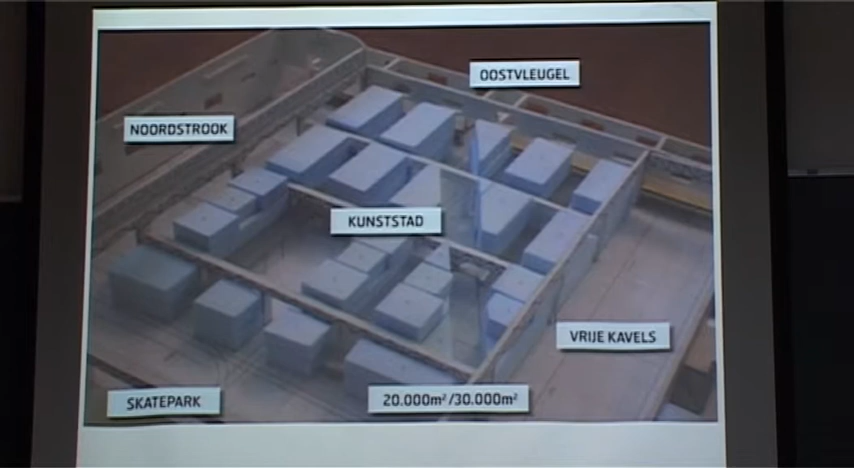 OOSTVLEUGEL
NOORDSTROOK
KUNSTSTAD
VRIJE KAVELS
SKATEPARK
20.000m²/30.000m²